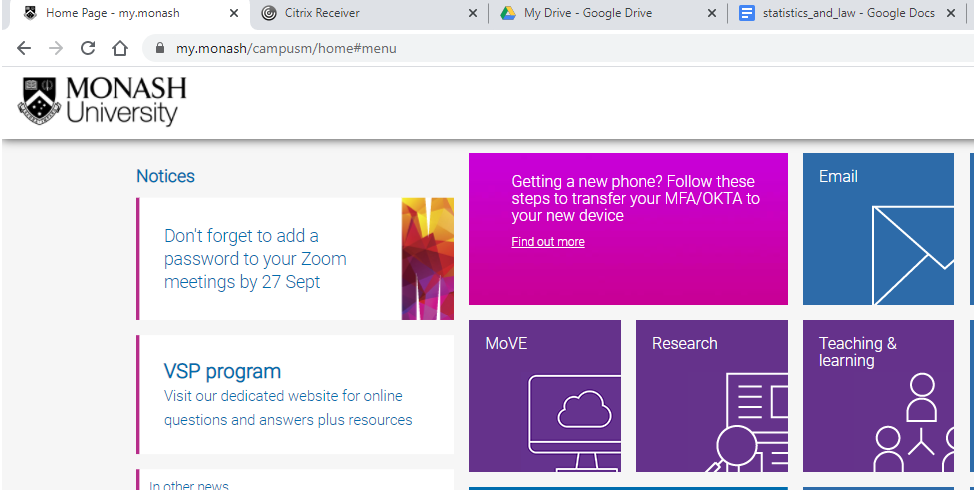 Home Page - my.monash
Citrix Receiver
My Drive - Google Drive
statistics_and_law - Google Docs
my.monash/campusm/home#menu
MONASH
University
Notices
Don't forget to add a
password to your Zoom
meetings by 27 Sept
VSP program
Visit our dedicated website for online
questions and answers plus resources
In other news
Getting a new phone? Follow these
steps to transfer your MFA/OKTA to
your new device
Find out more
Email
MoVE
Research
Teaching &
learning